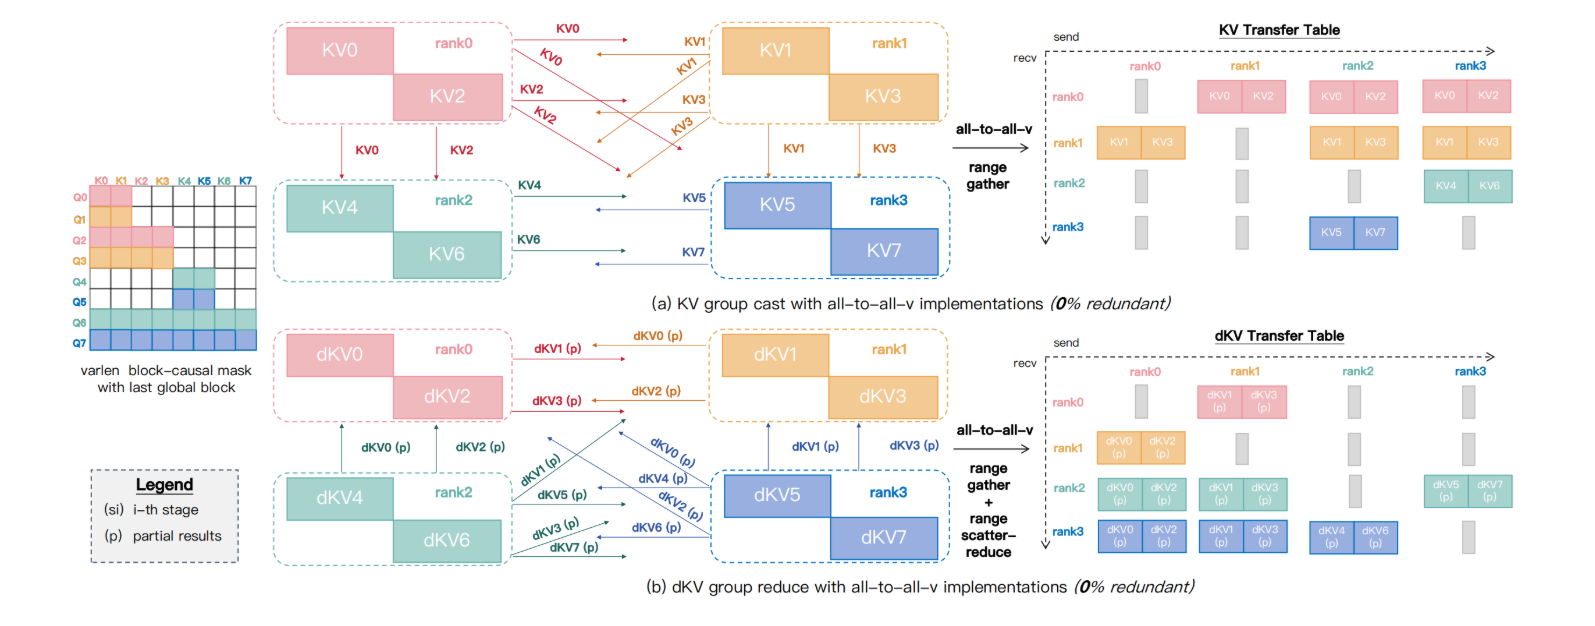 K0 K1 K2 K3 K4 K5 K6 K7
Q0
Q1
Q2
Q3
Q4
Q5
Q6
Q7
varlen block-causal mask
with last global block
Legend
(si) i-th stage
(p) partial results
KV0 rank0
KV2
KV0
KV0
KV2
KV2
KV1
KV1
KV3
KV3
KV1 rank1
KV3
KV0 KV2
KV1 KV3
KV4 rank2
KV6
KV4
KV6
KV5
KV7
KV5 rank3
KV7
all-to-all-v
range
gather
KV Transfer Table
send
recv
rank0 rank1 rank2 rank3
rank0 KV0 KV2 KV0 KV2 KV0 KV2
rank1 KV1 KV3 KV1 KV3 KV1 KV3
rank2 KV4 KV6
rank3 KV5 KV7
(a) KV group cast with all-to-all-v implementations (0% redundant)
dKV0 rank0
dKV2
dKV0 (p)
dKV1 (p)
dKV2 (p)
dKV3 (p)
dKV1 rank1
dKV3
dKV0 (p) dKV2 (p)
dKV1 (p) dKV3 (p)
dKV4 rank2
dKV6
dKV1 (p)
dKV5 (p)
dKV3 (p)
dKV7 (p)
dKV0 (p)
dKV4 (p)
dKV2 (p)
dKV6 (p)
dKV5 rank3
dKV7
all-to-all-v
range
gather
+
range
scatter-
reduce
dKV Transfer Table
send
recv
rank0 rank1 rank2 rank3
rank0 dKV1 (p) dKV3 (p)
rank1 dKV0 (p) dKV2 (p)
rank2 dKV0 (p) dKV2 (p) dKV1 (p) dKV3 (p) dKV5 (p) dKV7 (p)
rank3 dKV0 (p) dKV2 (p) dKV1 (p) dKV3 (p) dKV4 (p) dKV6 (p)
(b) dKV group reduce with all-to-all-v implementations (0% redundant)